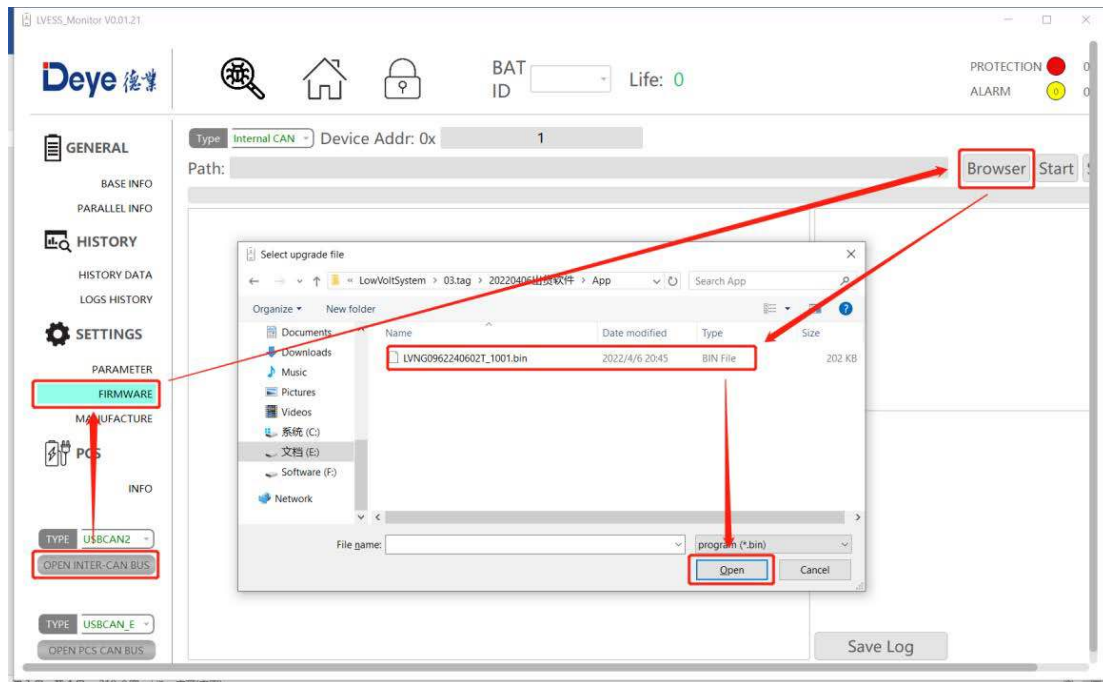 LVESS_Monitor V0.01.21
Deye 德業
BAT ID
Life: 0
PROTECTION
ALARM
0
GENERAL
BASE INFO
PARALLEL INFO
HISTORY
HISTORY DATA
LOGS HISTORY
SETTINGS
PARAMETER
FIRMWARE
MANUFACTURE
PCS
INFO
TYPE USBCAN2
OPEN INTER-CAN BUS
TYPE USBCAN_E
OPEN PCS CAN BUS
Type Internal CAN Device Addr: 0x 1
Path:
Browser Start
Select upgrade file
« LowVoltSystem > 03.tag > 20220406出货软件 > App
Search App
Organize New folder
Name Date modified Type Size
LVNG0962240602T_1001.bin 2022/4/6 20:45 BIN File 202 KB
Documents
Downloads
Music
Pictures
Videos
系统 (C:)
文档 (E:)
Software (F:)
Network
File name:
program (*.bin)
Open Cancel
Save Log